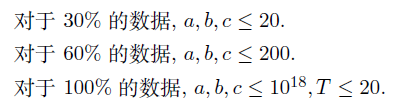 对于 30% 的数据, a, b, c ≤ 20.
对于 60% 的数据, a, b, c ≤ 200.
对于 100% 的数据, a, b, c ≤ 10^18, T ≤ 20.